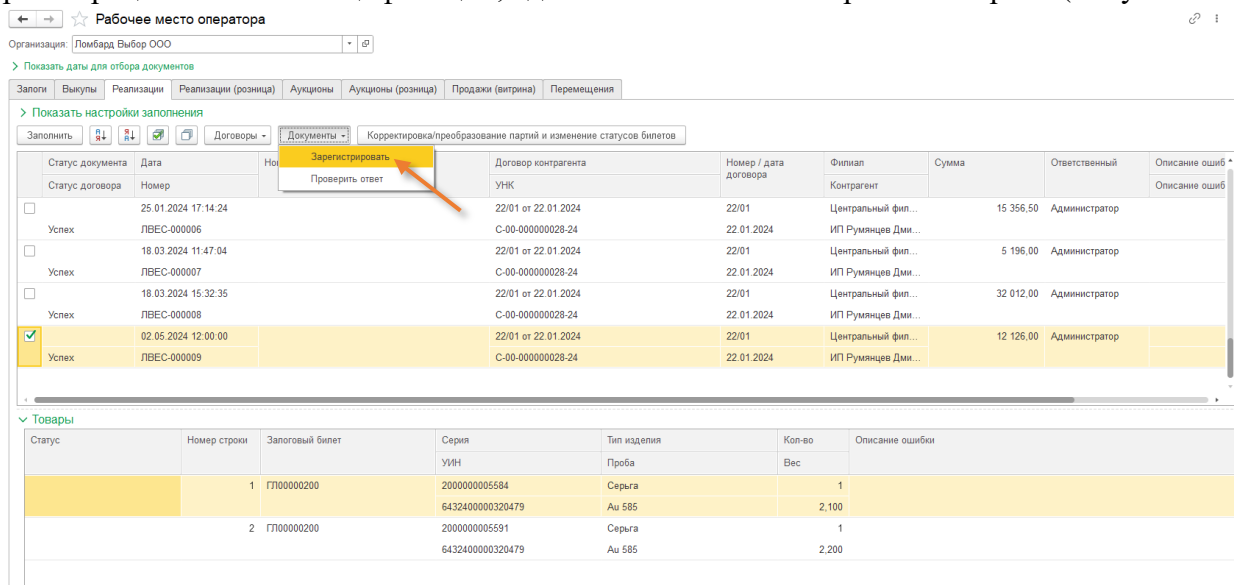 Рабочее место оператора
Организация: Ломбард Выбор ООО
Показать даты для отбора документов
Залоги Выкупы Реализации Реализации (розница) Аукционы Аукционы (розница) Продажи (витрина) Перемещения
Показать настройки заполнения
Заполнить Договоры Документы Корректировка/преобразование партий и изменение статусов билетов
Зарегистрировать
Проверить ответ
Статус документа Дата Но Договор контрагента Номер / дата договора Филиал Сумма Ответственный Описание ошиб
Статус договора Номер УНК Контрагент Описание ошиб
25.01.2024 17:14:24 22/01 от 22.01.2024 22/01 Центральный фил... 15 356,50 Администратор
Успех ЛВЕС-000006 С-00-000000028-24 22.01.2024 ИП Румянцев Дми...
18.03.2024 11:47:04 22/01 от 22.01.2024 22/01 Центральный фил... 5 196,00 Администратор
Успех ЛВЕС-000007 С-00-000000028-24 22.01.2024 ИП Румянцев Дми...
18.03.2024 15:32:35 22/01 от 22.01.2024 22/01 Центральный фил... 32 012,00 Администратор
Успех ЛВЕС-000008 С-00-000000028-24 22.01.2024 ИП Румянцев Дми...
02.05.2024 12:00:00 22/01 от 22.01.2024 22/01 Центральный фил... 12 126,00 Администратор
Успех ЛВЕС-000009 С-00-000000028-24 22.01.2024 ИП Румянцев Дми...
Товары
Статус Номер строки Залоговый билет Серия Тип изделия Кол-во Описание ошибки
УИН Проба Вес
1 ГЛ00000200 2000000005584 Серьга 1
6432400000320479 Au 585 2,100
2 ГЛ00000200 2000000005591 Серьга 1
6432400000320479 Au 585 2,200